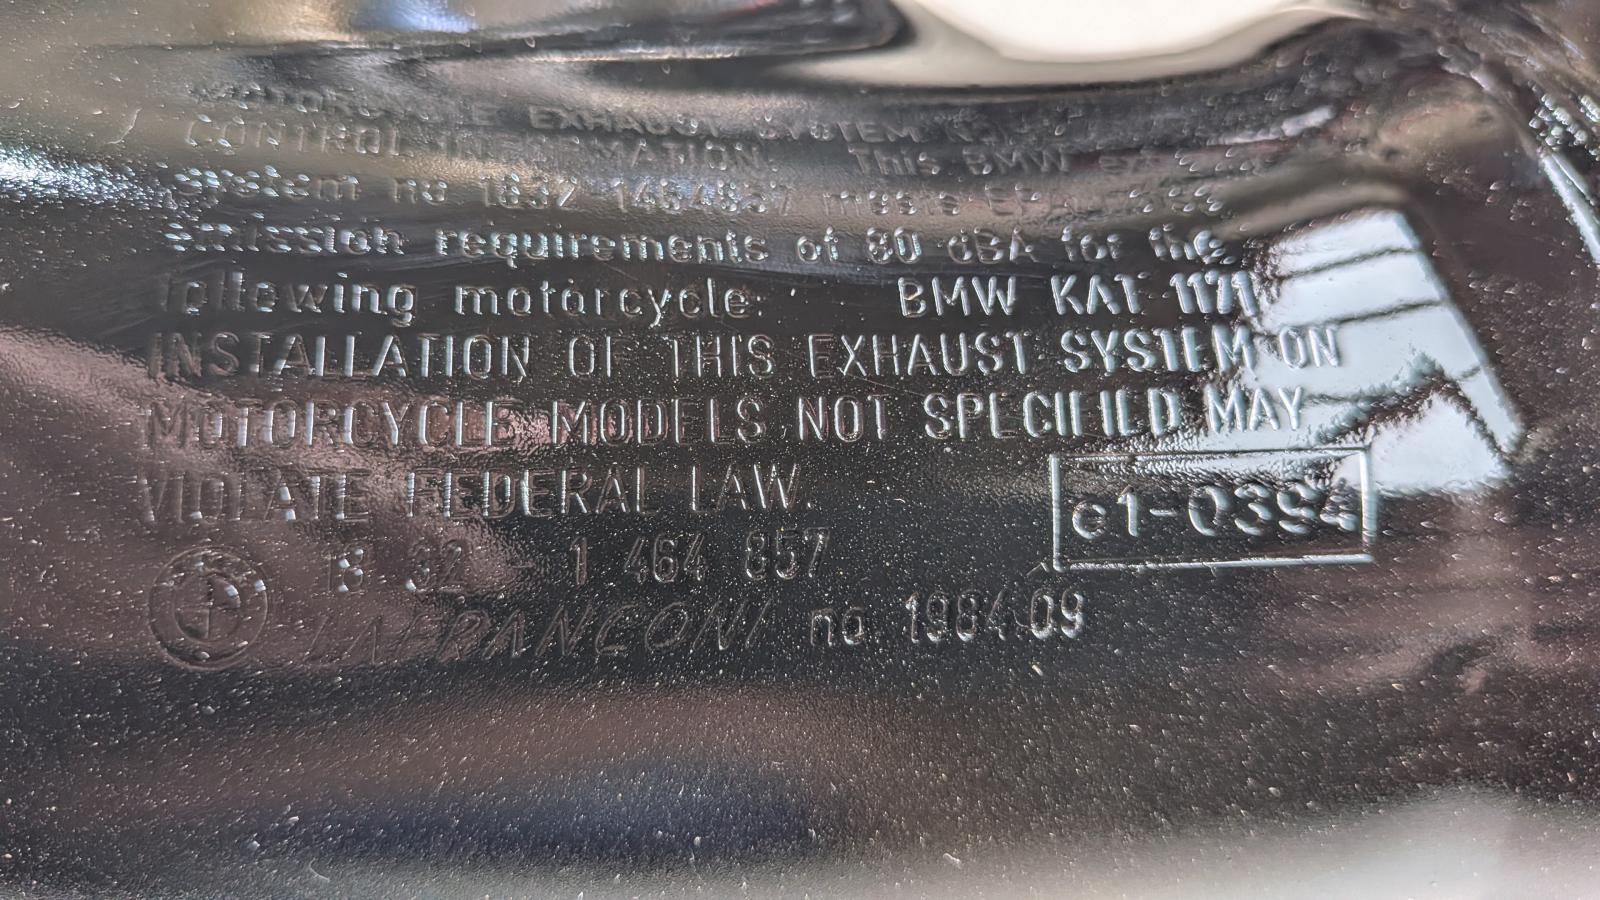 MOTORCYCLE EXHAUST SYSTEM
CONTROL INFORMATION. This BMW
system no 1832 1464857 meets EPA
emission requirements of 80 dBA for the
following motorcycle: BMW KAT 1171
INSTALLATION OF THIS EXHAUST SYSTEM ON
MOTORCYCLE MODELS NOT SPECIFIED MAY
VIOLATE FEDERAL LAW.
e1-0394
18 32 - 1 464 857
LAFRANCONI no 1984.09